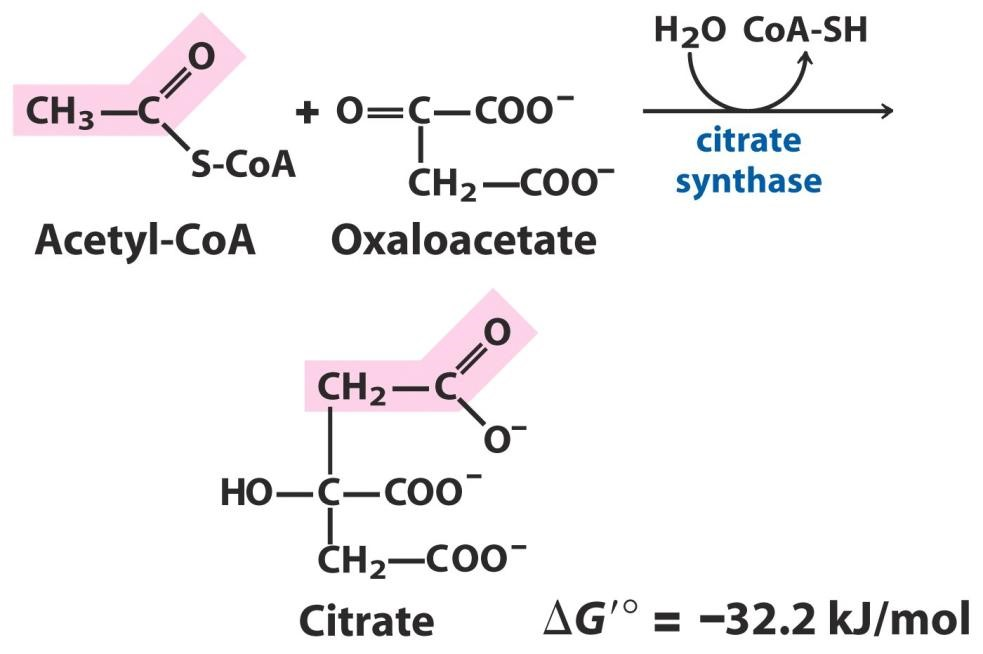 H₂O CoA-SH
CH₃—C=O + O=C—COO⁻
S-CoA
CH₂—COO⁻
citrate
synthase
Acetyl-CoA Oxaloacetate
O
CH₂—C
O⁻
HO—C—COO⁻
CH₂—COO⁻
Citrate ΔG′° = −32.2 kJ/mol